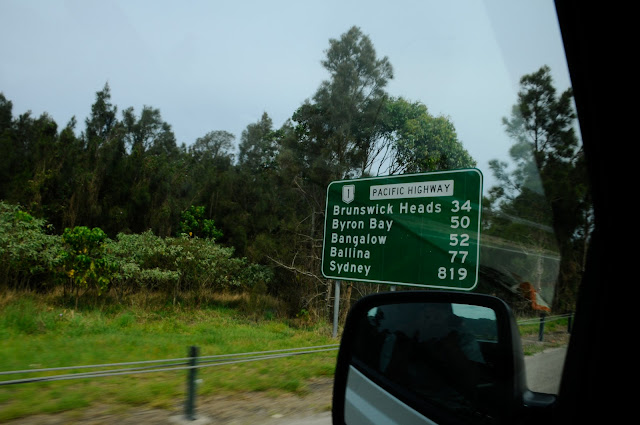 1 PACIFIC HIGHWAY
Brunswick Heads 34
Byron Bay 50
Bangalow 52
Ballina 77
Sydney 819